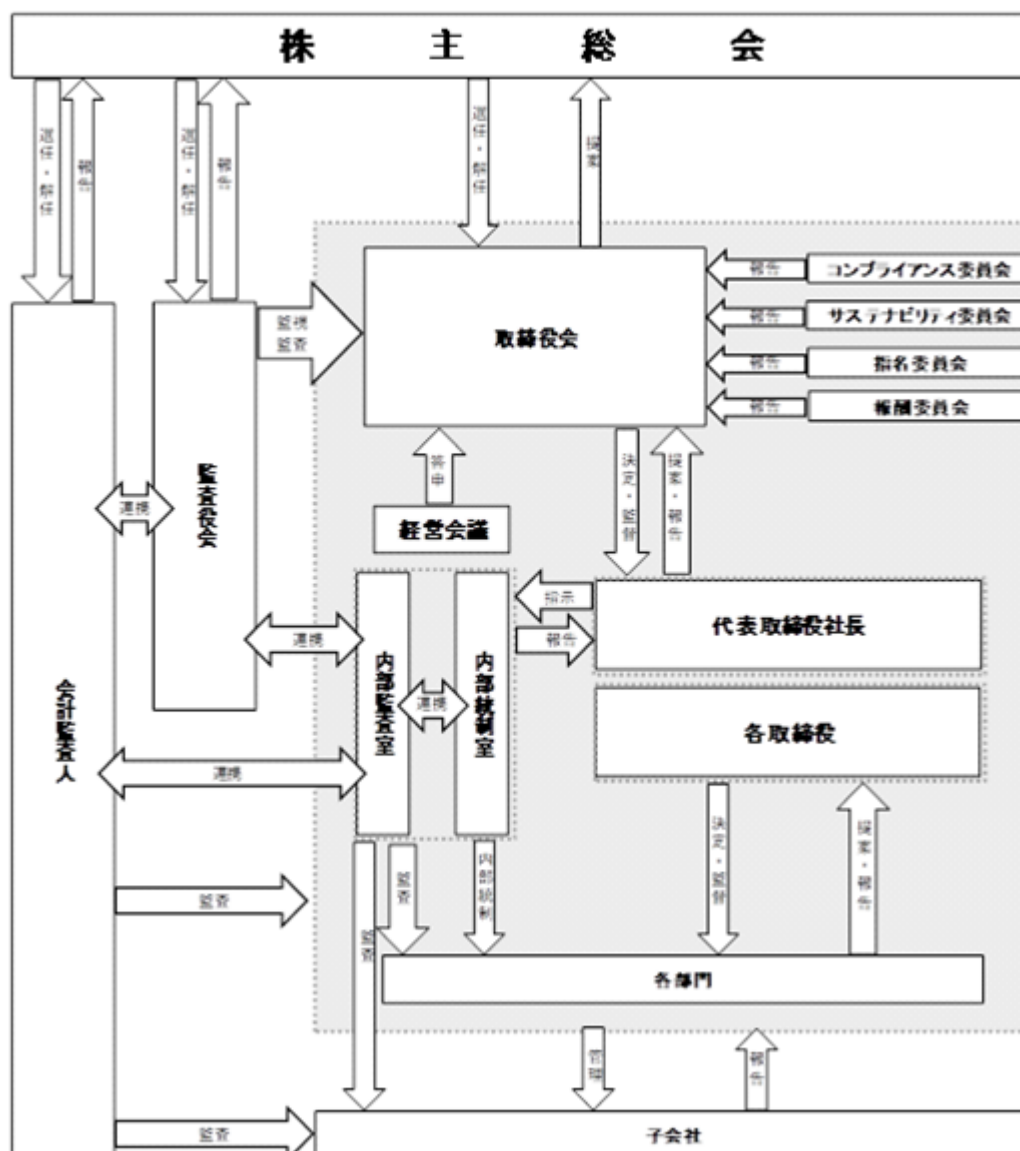 株主総会
選任・解任
報告
選任・解任
報告
選任・解任
提案
取締役会
報告
コンプライアンス委員会
報告
サステナビリティ委員会
報告
指名委員会
報告
報酬委員会
監視
監査
監査役会
連携
答申
経営会議
決定・監督
提案・報告
指示
報告
代表取締役社長
各取締役
連携
内部監査室
連携
内部統制室
会計監査人
連携
監査
監査
監査
内部統制
決定・監督
提案・報告
各部門
管理
報告
監査
子会社